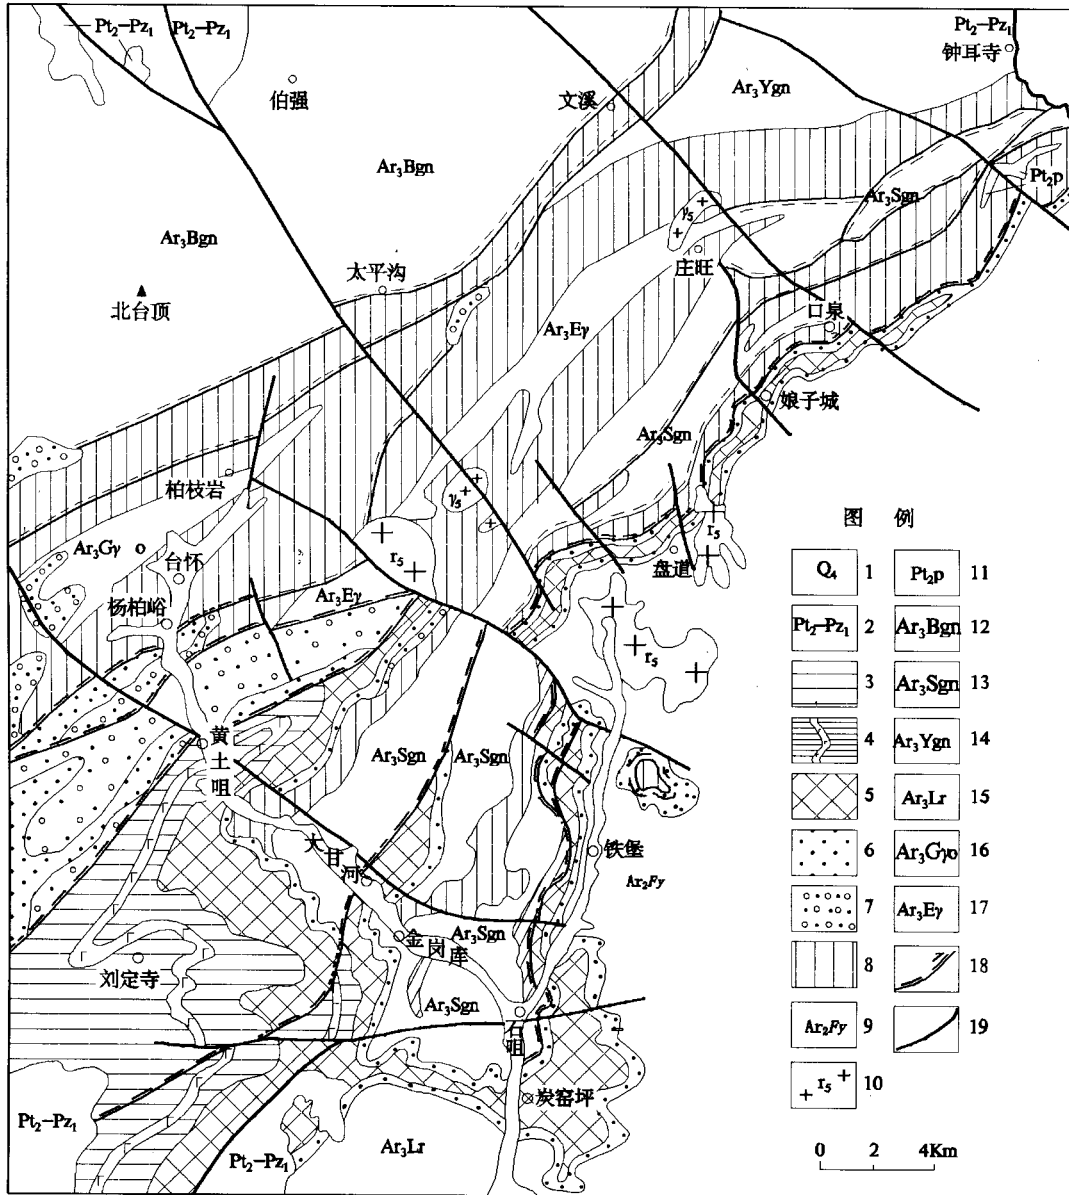 Pt₂–Pz₁
Pt₂–Pz₁
Pt₂–Pz₁
钟耳寺
伯强
文溪
Ar₃Ygn
Ar₃Bgn
Pt₂p
Ar₃Sgn
γ₅
Ar₃Bgn
庄旺
太平沟
北台顶
口泉
Ar₃Eγ
娘子城
Ar₃Sgn
柏枝岩
γ₅
r₅
r₅
Ar₃Gγo
台怀
盘道
Ar₃Eγ
杨柏峪
r₅
黄土咀
Ar₃Sgn
Ar₃Sgn
大甘河
铁堡
Ar₂Fy
金岗库
Ar₃Sgn
刘定寺
Ar₃Sgn
石咀
炭窑坪
Pt₂–Pz₁
Pt₂–Pz₁
Ar₃Lr
图 例
Q₄ 1
Pt₂–Pz₁ 2
3
4
5
6
7
8
Ar₂Fy 9
r₅ 10
Pt₂p 11
Ar₃Bgn 12
Ar₃Sgn 13
Ar₃Ygn 14
Ar₃Lr 15
Ar₃Gγo 16
Ar₃Eγ 17
18
19
0 2 4Km